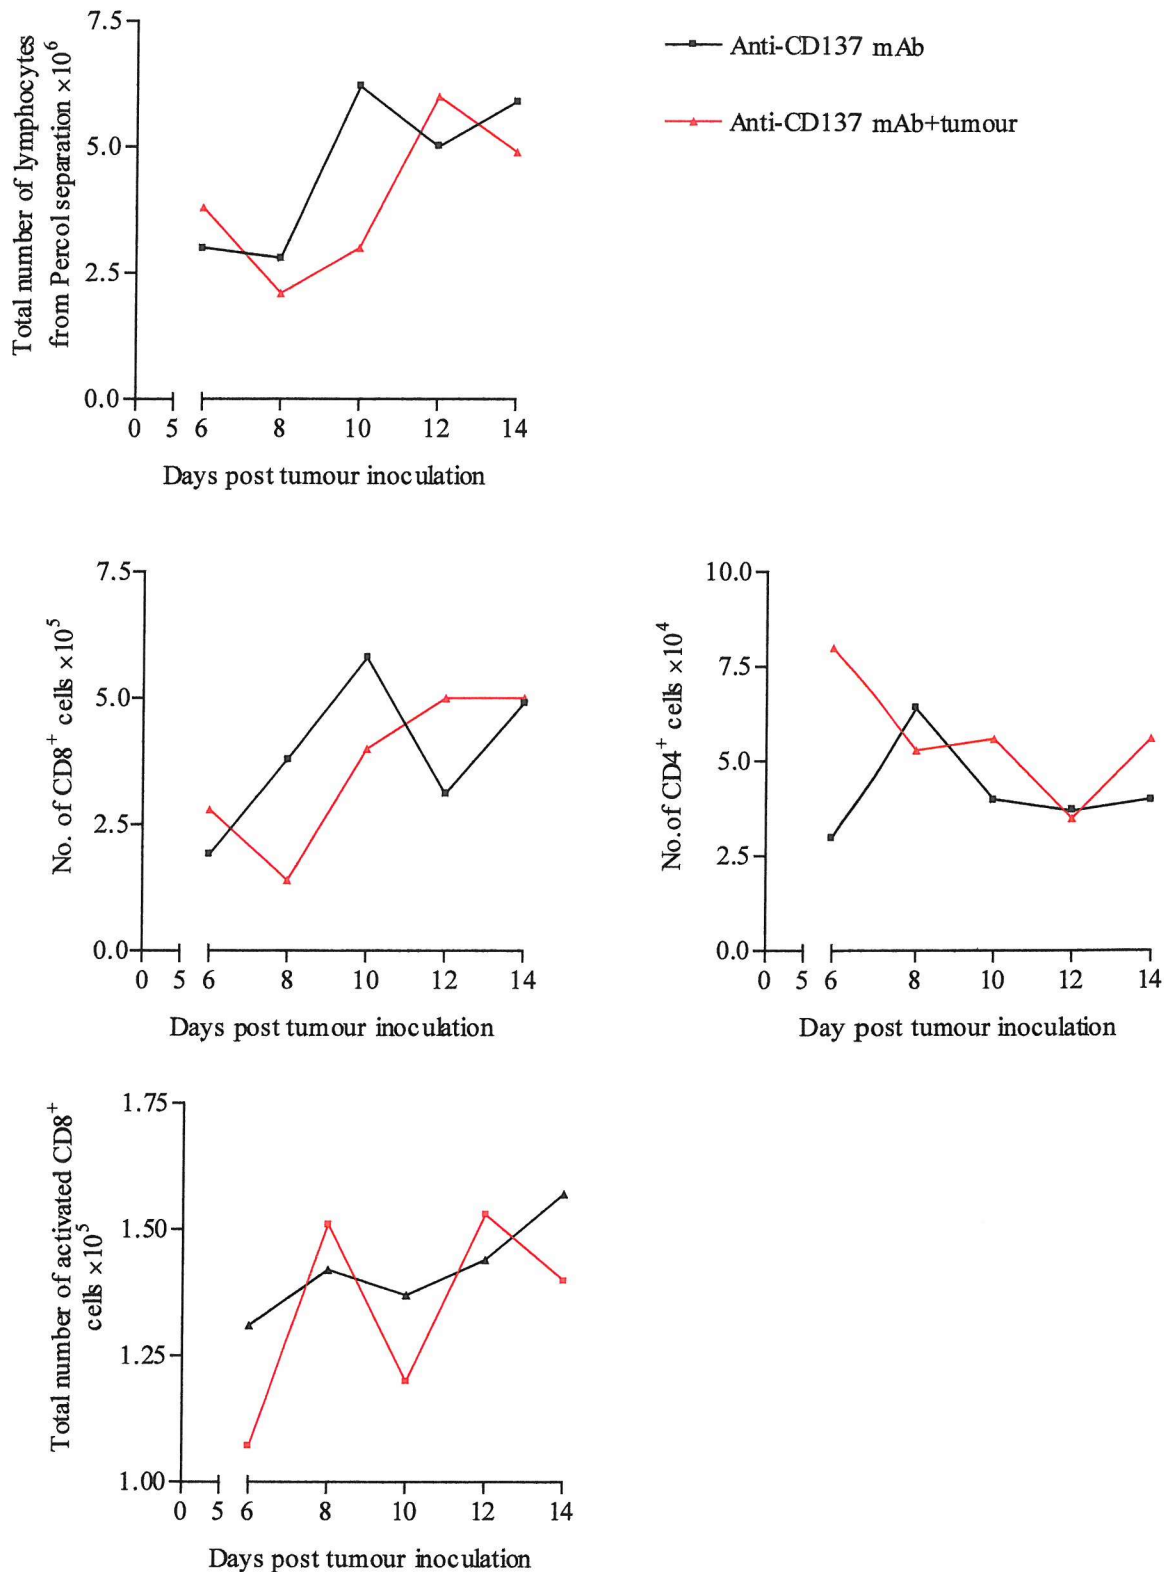 Total number of lymphocytes
from Percol separation ×10⁶
7.5
5.0
2.5
0.0
0 5 6 8 10 12 14
Days post tumour inoculation
Anti-CD137 mAb
Anti-CD137 mAb+tumour
No. of CD8⁺ cells ×10⁵
7.5
5.0
2.5
0.0
0 5 6 8 10 12 14
Days post tumour inoculation
No.of CD4⁺ cells ×10⁴
10.0
7.5
5.0
2.5
0.0
0 5 6 8 10 12 14
Day post tumour inoculation
Total number of activated CD8⁺
cells ×10⁵
1.75
1.50
1.25
1.00
0 5 6 8 10 12 14
Days post tumour inoculation